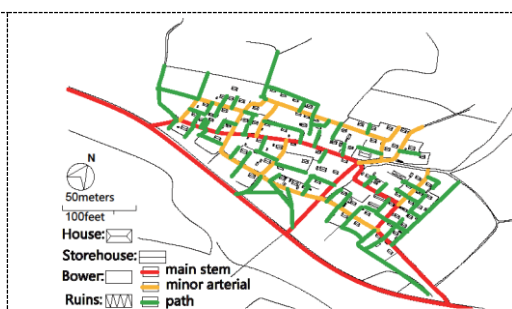 N
50meters
100feet
House:
Storehouse:
Bower:
main stem
minor arterial
Ruins:
path